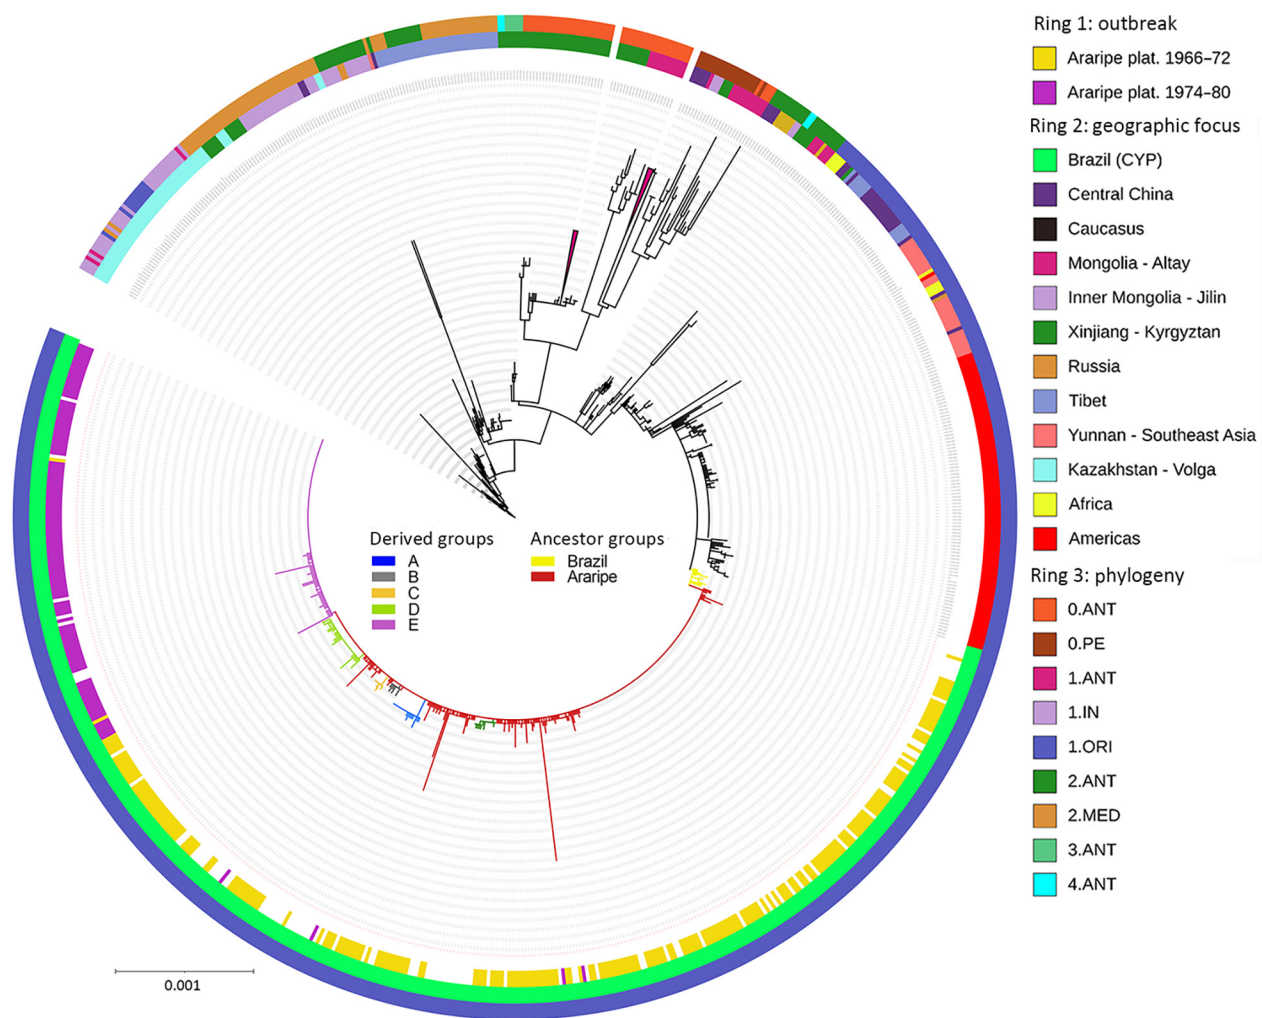 Ring 1: outbreak
Araripe plat. 1966–72
Araripe plat. 1974–80
Ring 2: geographic focus
Brazil (CYP)
Central China
Caucasus
Mongolia - Altay
Inner Mongolia - Jilin
Xinjiang - Kyrgyztan
Russia
Tibet
Yunnan - Southeast Asia
Kazakhstan - Volga
Africa
Americas
Ring 3: phylogeny
0.ANT
0.PE
1.ANT
1.IN
1.ORI
2.ANT
2.MED
3.ANT
4.ANT
Derived groups
A
B
C
D
E
Ancestor groups
Brazil
Araripe
0.001